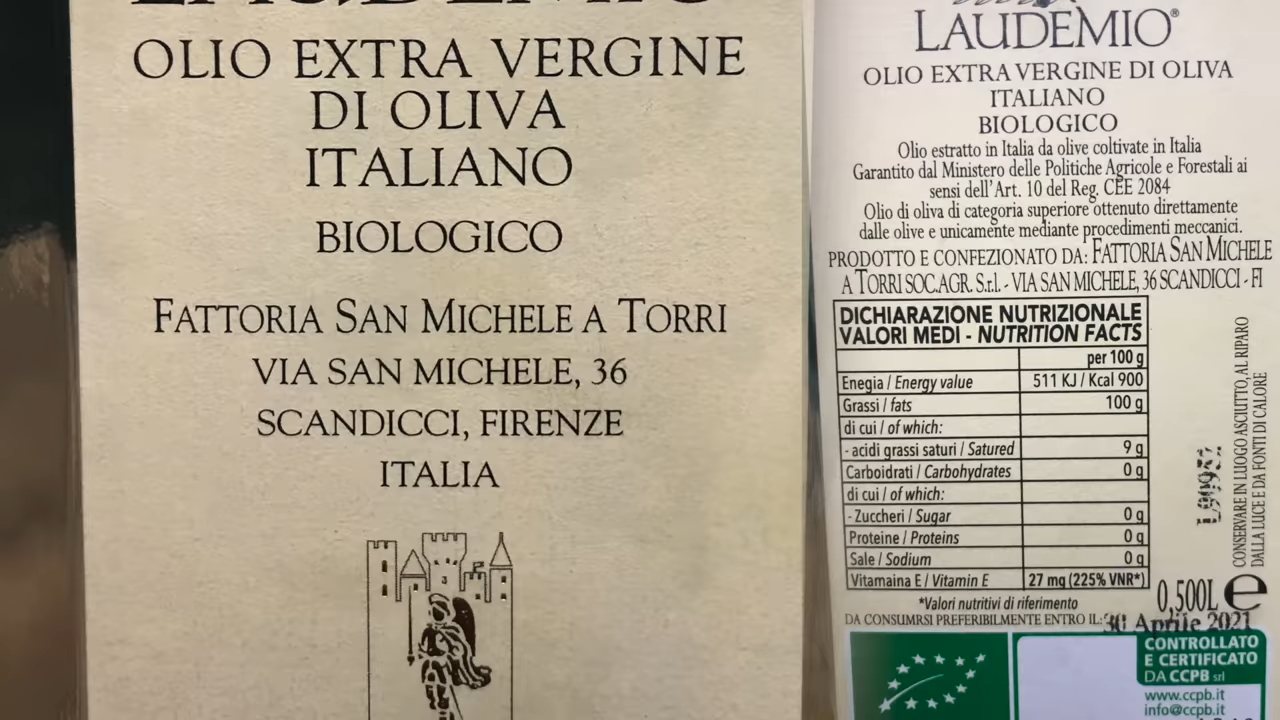 LAUDEMIO
OLIO EXTRA VERGINE
DI OLIVA
ITALIANO
BIOLOGICO
FATTORIA SAN MICHELE A TORRI
VIA SAN MICHELE, 36
SCANDICCI, FIRENZE
ITALIA
LAUDEMIO®
OLIO EXTRA VERGINE DI OLIVA
ITALIANO
BIOLOGICO
Olio estratto in Italia da olive coltivate in Italia
Garantito dal Ministero delle Politiche Agricole e Forestali ai
sensi dell'Art. 10 del Reg. CEE 2084
Olio di oliva di categoria superiore ottenuto direttamente
dalle olive e unicamente mediante procedimenti meccanici.
PRODOTTO E CONFEZIONATO DA: FATTORIA SAN MICHELE
A TORRI SOC.AGR. S.r.l. - VIA SAN MICHELE, 36 SCANDICCI - FI
DICHIARAZIONE NUTRIZIONALE
VALORI MEDI - NUTRITION FACTS
per 100 g
Enegia / Energy value 511 KJ / Kcal 900
Grassi / fats 100 g
di cui / of which:
- acidi grassi saturi / Satured 9 g
Carboidrati / Carbohydrates 0 g
di cui / of which:
- Zuccheri / Sugar 0 g
Proteine / Proteins 0 g
Sale / Sodium 0 g
Vitamaina E / Vitamin E 27 mg (225% VNR*)
*Valori nutritivi di riferimento
DA CONSUMRSI PREFERIBILMENTE ENTRO IL: 30 Aprile 2021
0,500L e
CONSERVARE IN LUOGO ASCIUTTO, AL RIPARO
DALLA LUCE E DA FONTI DI CALORE
CONTROLLATO
E CERTIFICATO
DA CCPB srl
www.ccpb.it
info@ccpb.it